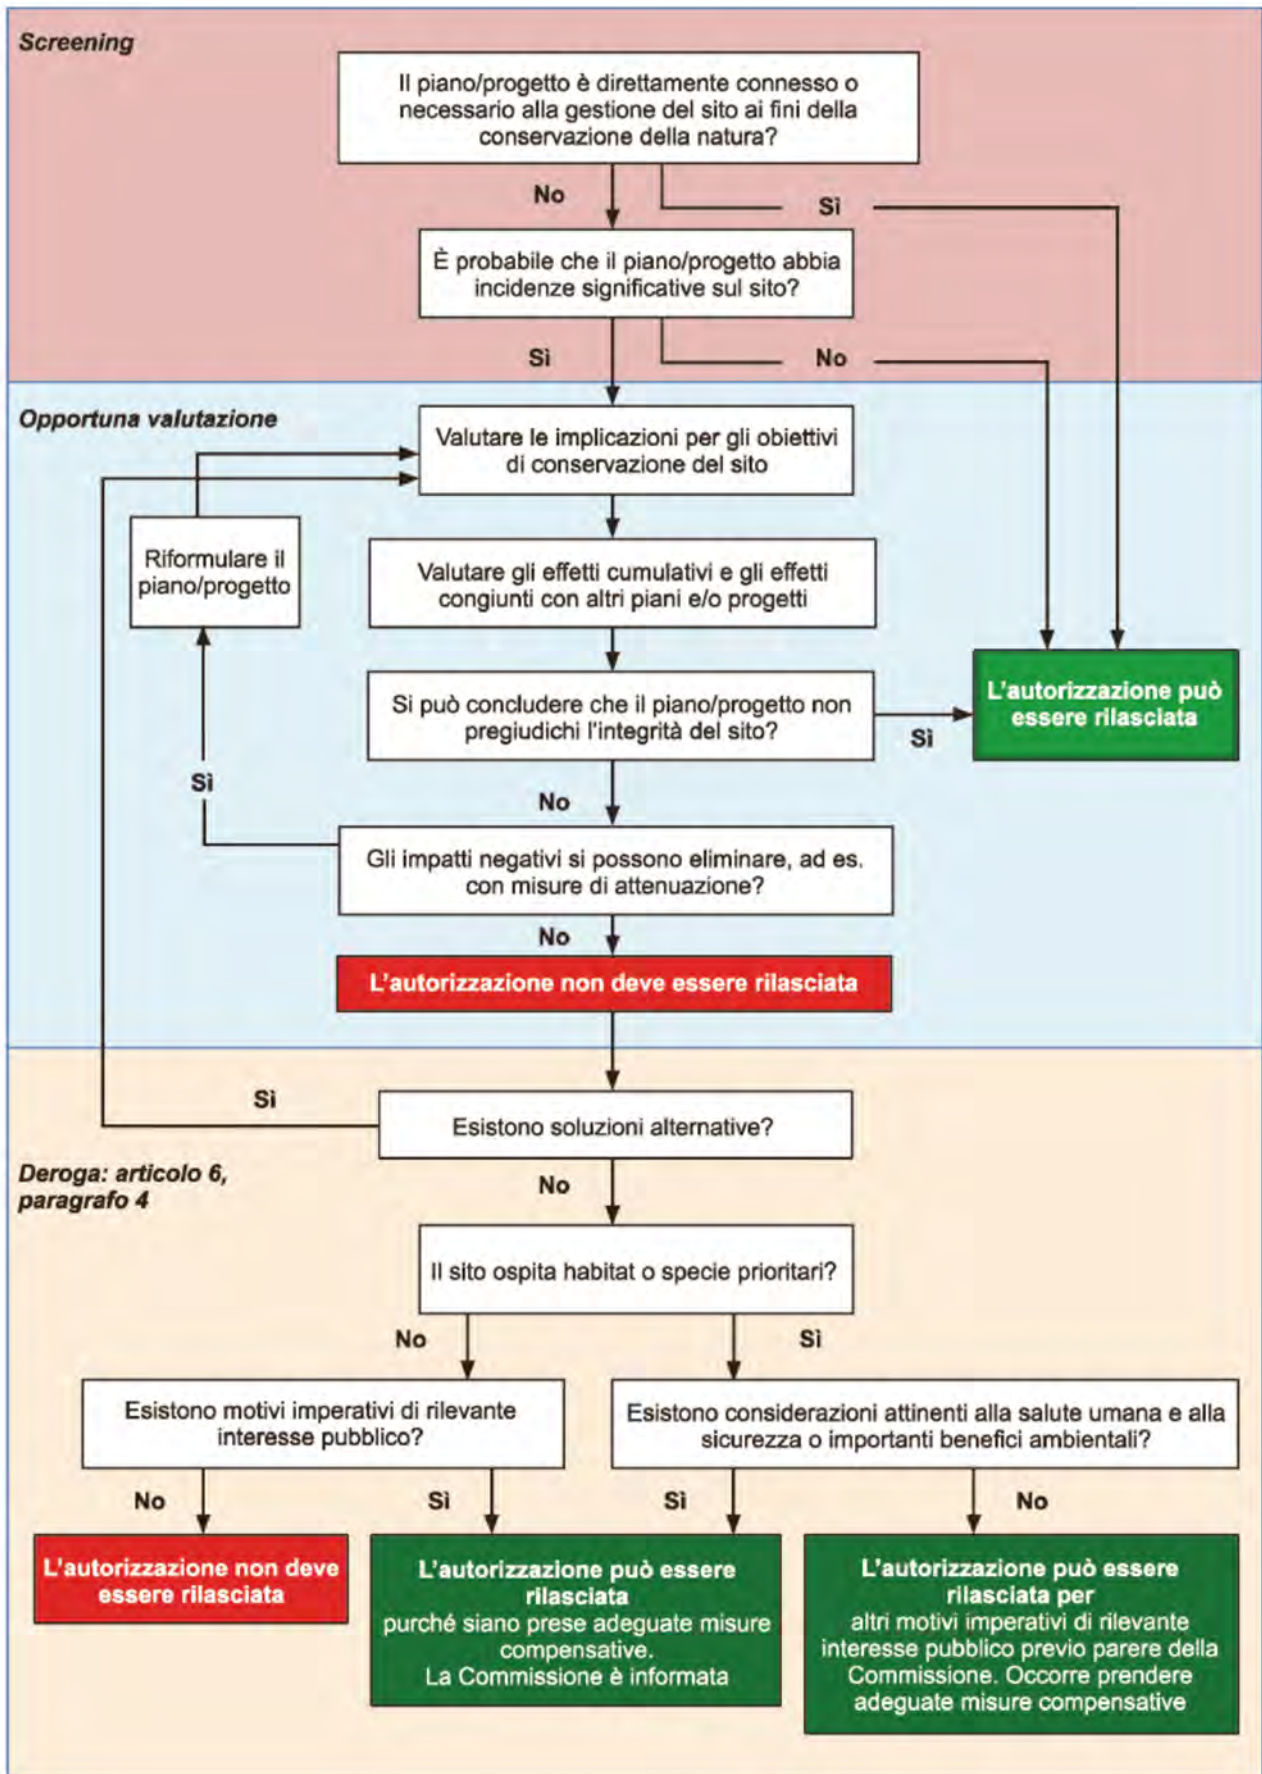 Screening
Il piano/progetto è direttamente connesso o
necessario alla gestione del sito ai fini della
conservazione della natura?
No
Sì
È probabile che il piano/progetto abbia
incidenze significative sul sito?
Sì
No
Opportuna valutazione
Valutare le implicazioni per gli obiettivi
di conservazione del sito
Riformulare il
piano/progetto
Valutare gli effetti cumulativi e gli effetti
congiunti con altri piani e/o progetti
L'autorizzazione può
essere rilasciata
Si può concludere che il piano/progetto non
pregiudichi l'integrità del sito?
Sì
Sì
No
Gli impatti negativi si possono eliminare, ad es.
con misure di attenuazione?
No
L'autorizzazione non deve essere rilasciata
Sì
Esistono soluzioni alternative?
Deroga: articolo 6,
paragrafo 4
No
Il sito ospita habitat o specie prioritari?
No
Sì
Esistono motivi imperativi di rilevante
interesse pubblico?
Esistono considerazioni attinenti alla salute umana e alla
sicurezza o importanti benefici ambientali?
No
Sì
Sì
No
L'autorizzazione non deve
essere rilasciata
L'autorizzazione può essere
rilasciata
purché siano prese adeguate misure
compensative.
La Commissione è informata
L'autorizzazione può essere
rilasciata per
altri motivi imperativi di rilevante
interesse pubblico previo parere della
Commissione. Occorre prendere
adeguate misure compensative